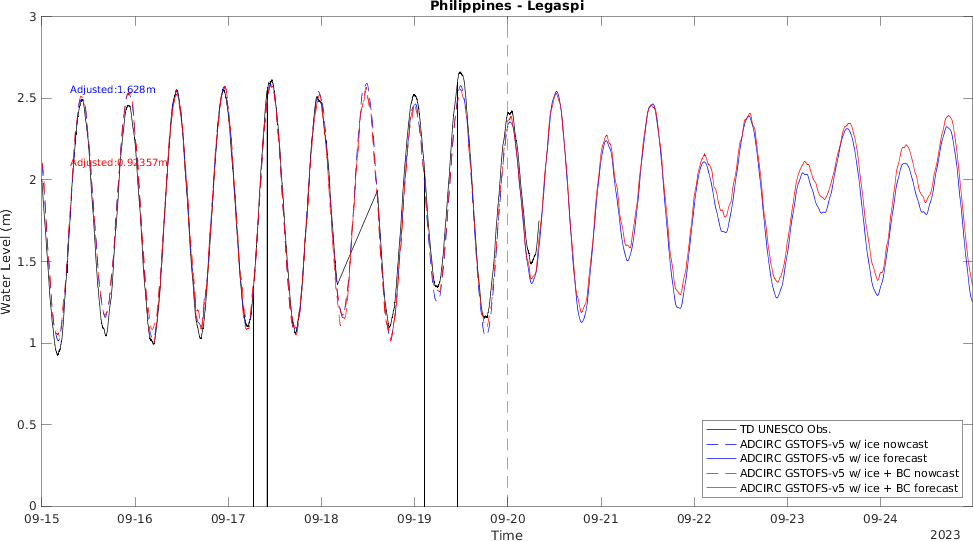 Philippines - Legaspi
3
2.5
2
1.5
1
0.5
0
Water Level (m)
Adjusted:1.628m
Adjusted:0.92357m
TD UNESCO Obs.
ADCIRC GSTOFS-v5 w/ ice nowcast
ADCIRC GSTOFS-v5 w/ ice forecast
ADCIRC GSTOFS-v5 w/ ice + BC nowcast
ADCIRC GSTOFS-v5 w/ ice + BC forecast
09-15 09-16 09-17 09-18 09-19 09-20 09-21 09-22 09-23 09-24
Time
2023